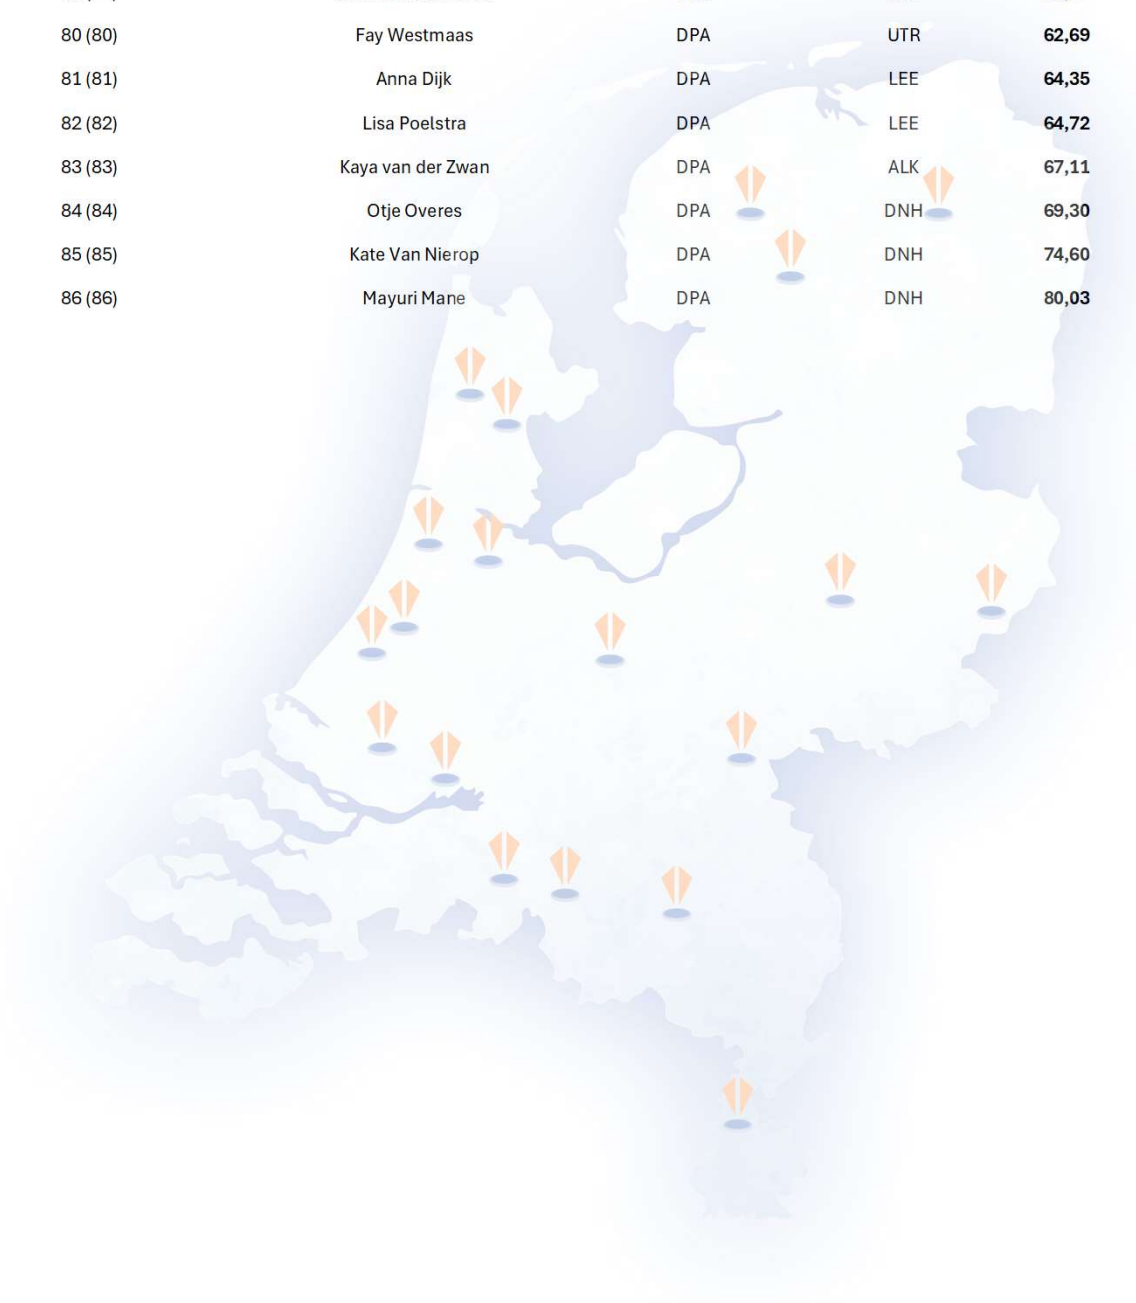 80 (80) Fay Westmaas DPA UTR 62,69
81 (81) Anna Dijk DPA LEE 64,35
82 (82) Lisa Poelstra DPA LEE 64,72
83 (83) Kaya van der Zwan DPA ALK 67,11
84 (84) Otje Overes DPA DNH 69,30
85 (85) Kate Van Nierop DPA DNH 74,60
86 (86) Mayuri Mane DPA DNH 80,03